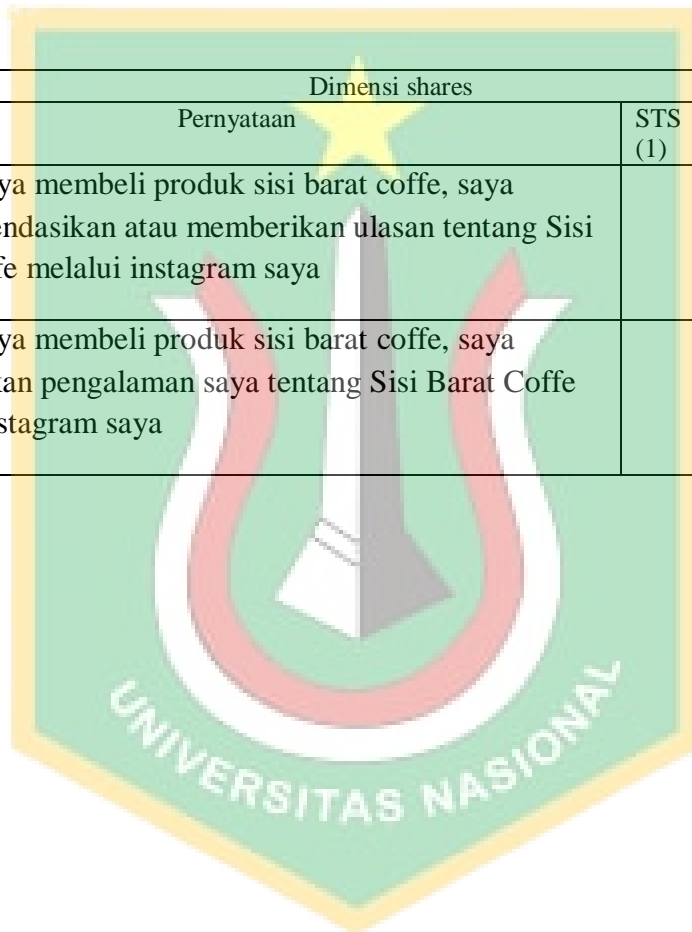 Dimensi shares
Pernyataan
STS
(1)
ya membeli produk sisi barat coffe, saya
endasikan atau memberikan ulasan tentang Sisi
fe melalui instagram saya
ya membeli produk sisi barat coffe, saya
kan pengalaman saya tentang Sisi Barat Coffe
stagram saya
UNIVERSITAS NASIONAL